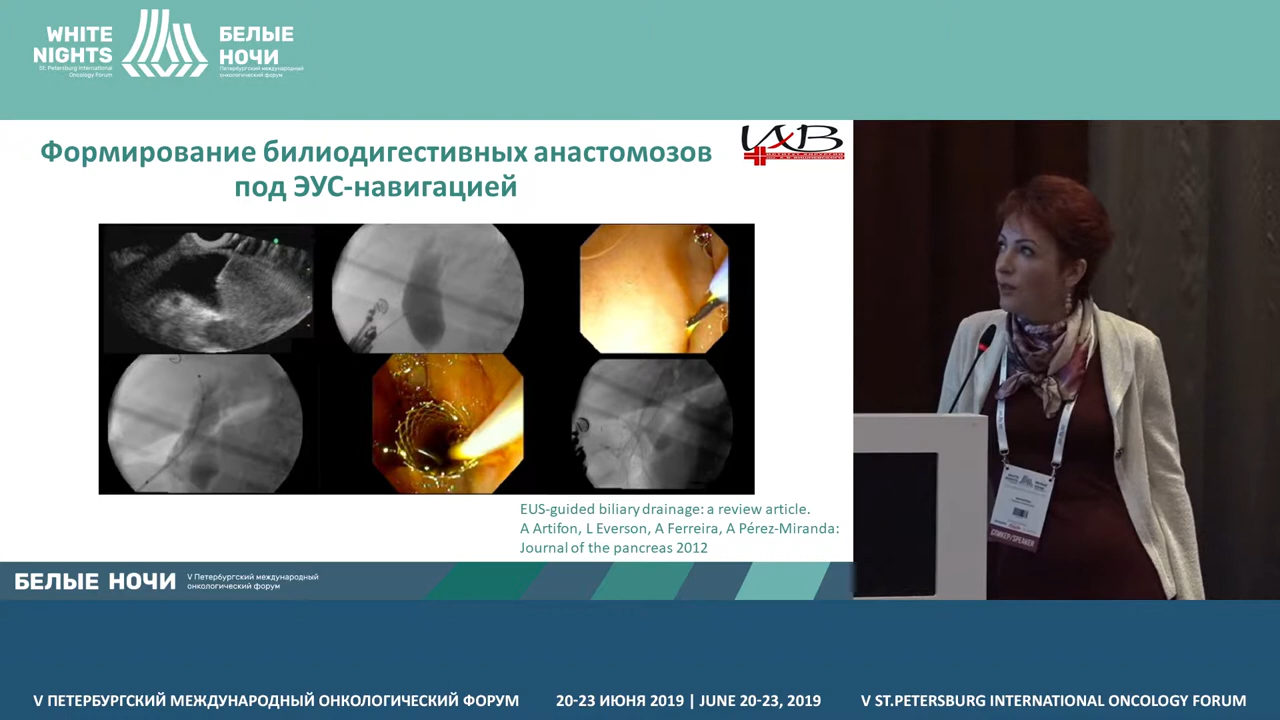 WHITE
NIGHTS
St. Petersburg International
Oncology Forum
БЕЛЫЕ
НОЧИ
Петербургский международный
онкологический форум
Формирование билиодигестивных анастомозов
под ЭУС-навигацией
EUS-guided biliary drainage: a review article.
A Artifon, L Everson, A Ferreira, A Pérez-Miranda:
Journal of the pancreas 2012
БЕЛЫЕ НОЧИ
V Петербургский международный
онкологический форум
СПИКЕР/SPEAKER
V ПЕТЕРБУРГСКИЙ МЕЖДУНАРОДНЫЙ ОНКОЛОГИЧЕСКИЙ ФОРУМ
20-23 ИЮНЯ 2019 | JUNE 20-23, 2019
V ST.PETERSBURG INTERNATIONAL ONCOLOGY FORUM